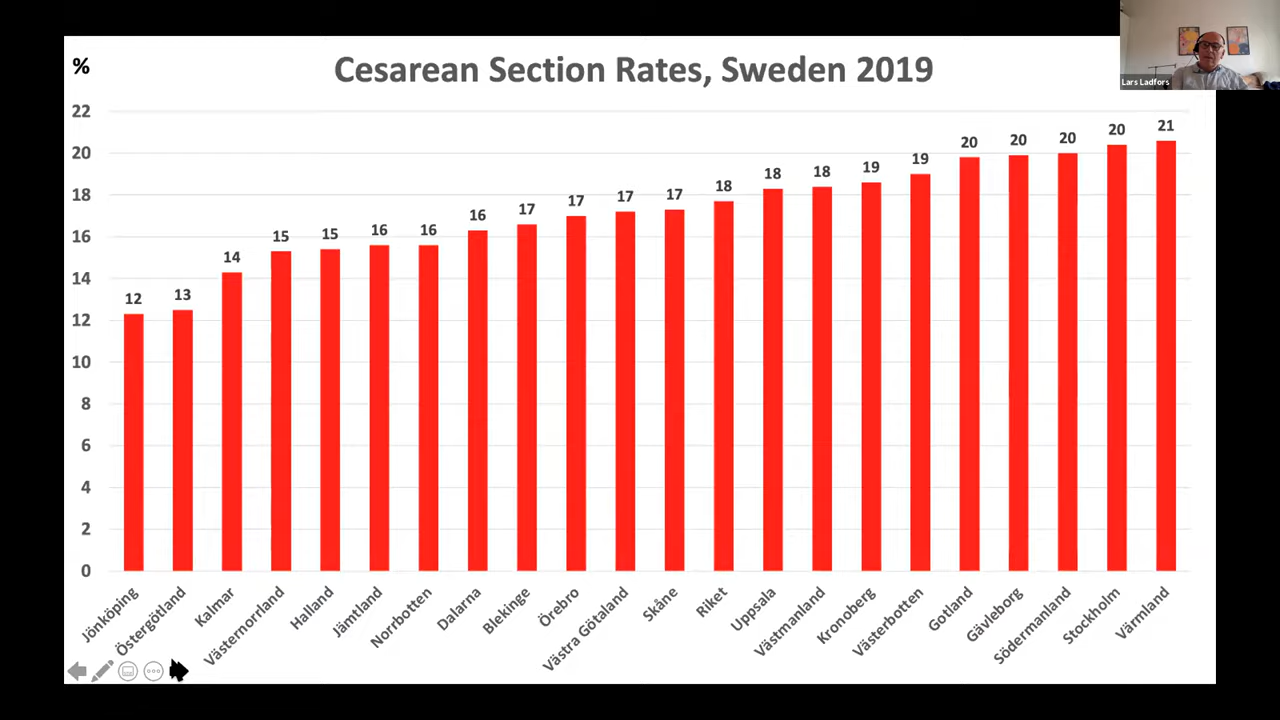 %
Cesarean Section Rates, Sweden 2019
Lars Ladfors
22
20
18
16
14
12
10
8
6
4
2
0
12
13
14
15
15
16
16
16
17
17
17
17
18
18
18
19
19
20
20
20
20
21
Jönköping
Östergötland
Kalmar
Västernorrland
Halland
Jämtland
Norrbotten
Dalarna
Blekinge
Örebro
Västra Götaland
Skåne
Riket
Uppsala
Västmanland
Kronoberg
Västerbotten
Gotland
Gävleborg
Södermanland
Stockholm
Värmland